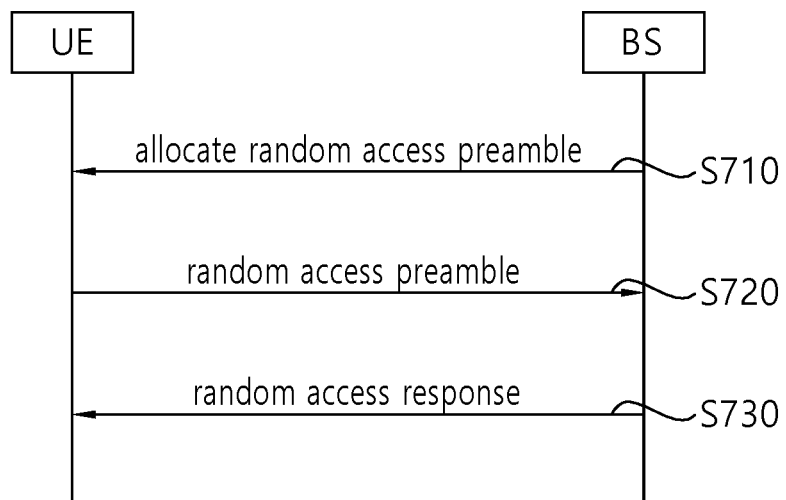 UE
BS
allocate random access preamble
S710
random access preamble
S720
random access response
S730